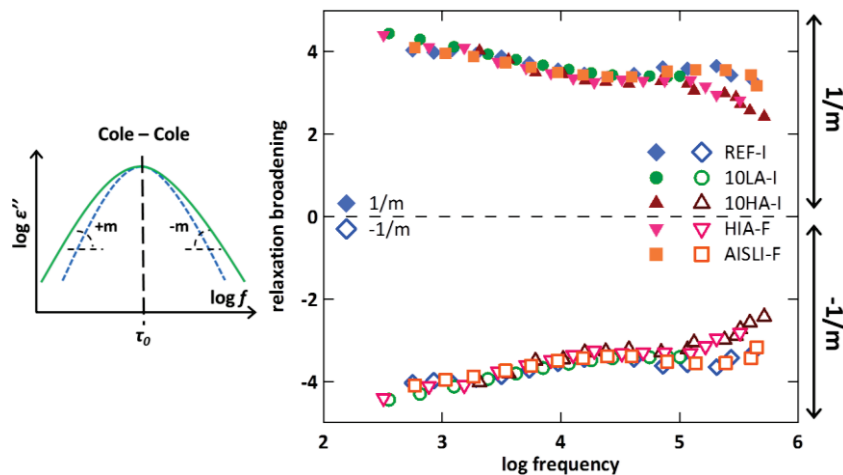 Cole – Cole
log ε″
+m
-m
log f
τ₀
relaxation broadening
4
2
0
-2
-4
1/m
-1/m
REF-I
10LA-I
10HA-I
HIA-F
AISLI-F
1/m
-1/m
2
3
4
5
6
log frequency